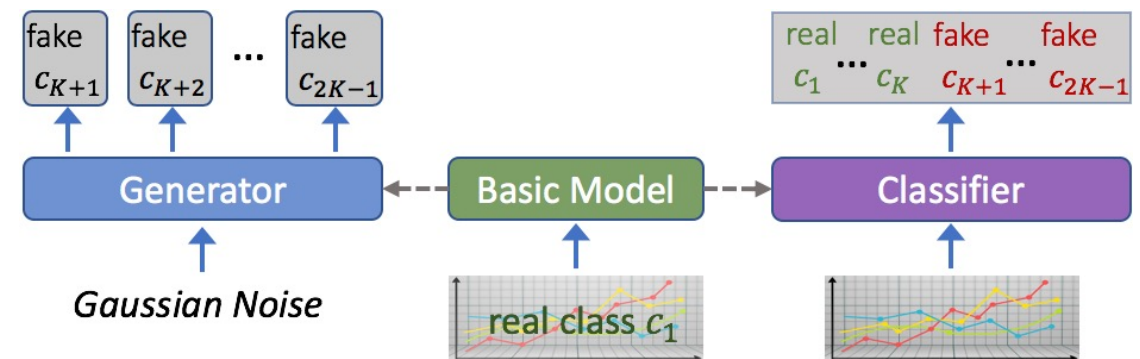 fake fake ... fake
c_{K+1} c_{K+2} c_{2K-1}
real real fake fake
c_1 ... c_K c_{K+1} ... c_{2K-1}
Generator
Basic Model
Classifier
Gaussian Noise
real class c_1